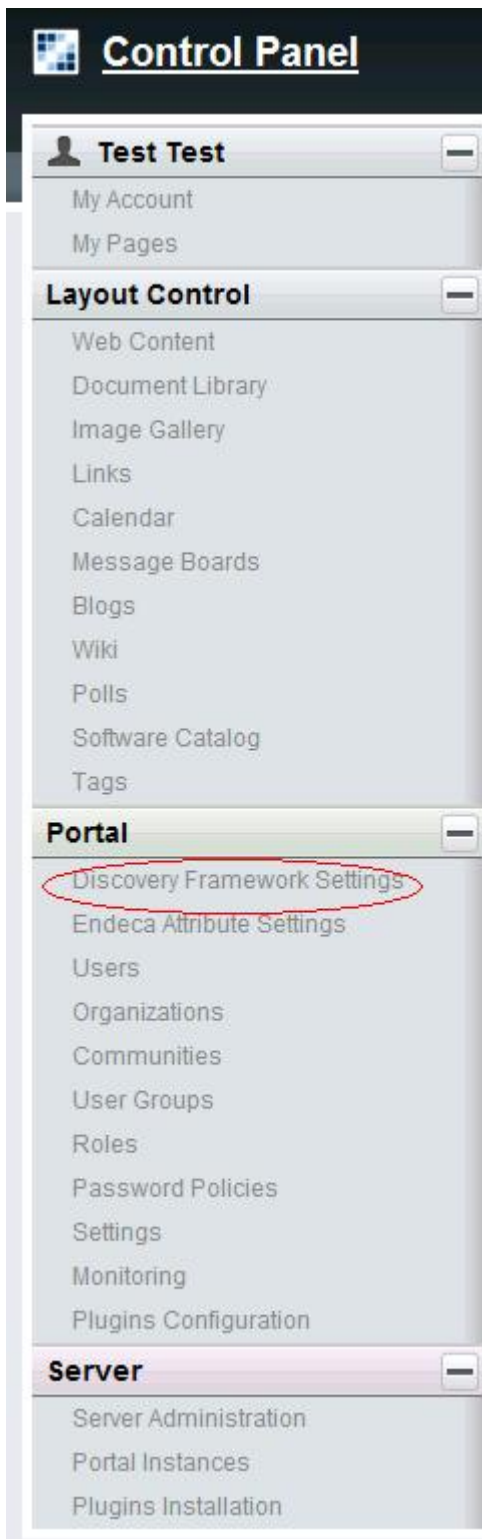 Control Panel
Test Test
My Account
My Pages
Layout Control
Web Content
Document Library
Image Gallery
Links
Calendar
Message Boards
Blogs
Wiki
Polls
Software Catalog
Tags
Portal
Discovery Framework Settings
Endeca Attribute Settings
Users
Organizations
Communities
User Groups
Roles
Password Policies
Settings
Monitoring
Plugins Configuration
Server
Server Administration
Portal Instances
Plugins Installation